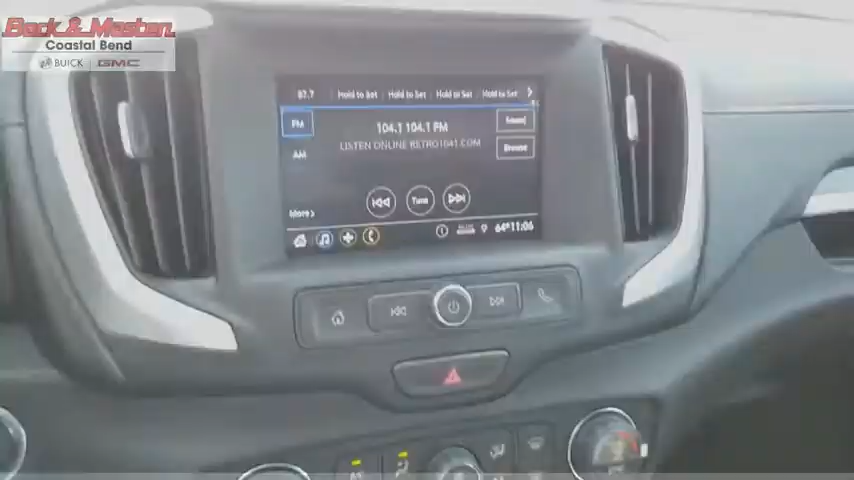 Beck & Masten
Coastal Bend
BUICK | GMC
87.7 Hold to Set Hold to Set Hold to Set Hold to Set
FM
104.1 104.1 FM
Sound
AM
LISTEN ONLINE RETRO1041.COM
Browse
Tune
More
64° 11:06